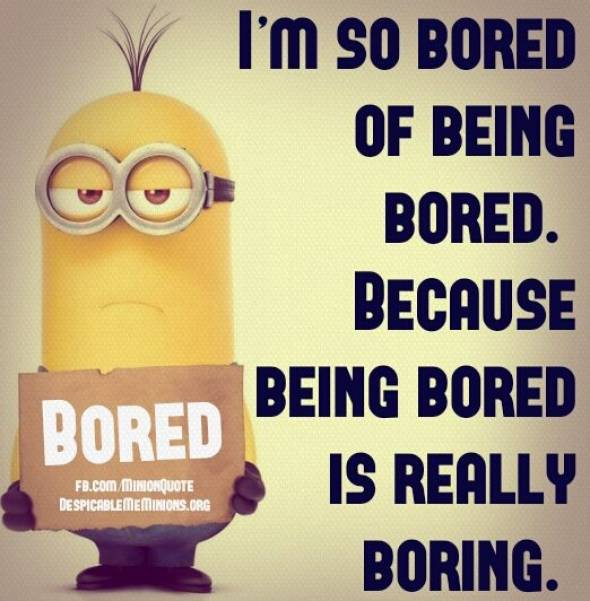 I'm so bored
of being
bored.
Because
being bored
is really
boring.
Bored
fb.com/MinionQuote
DespicableMeMinions.org